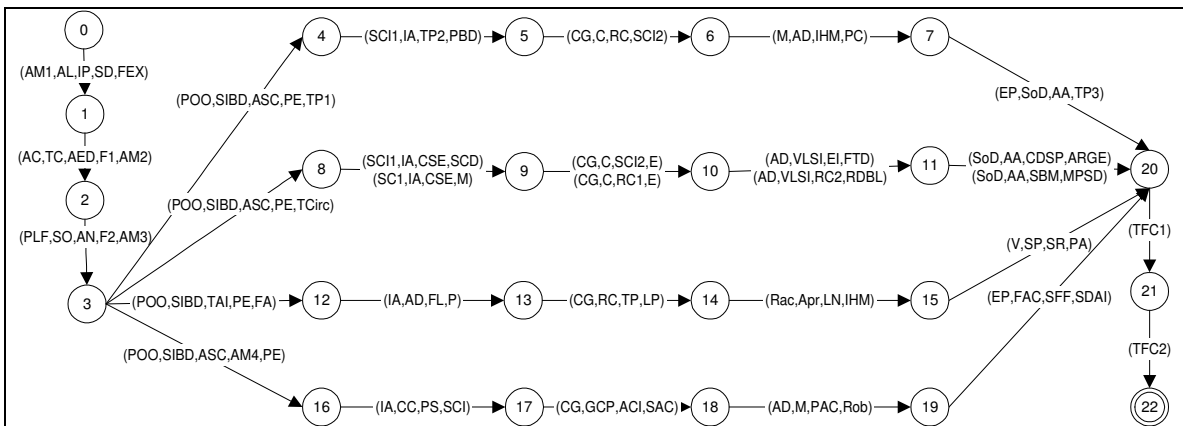 0
(AM1,AL,IP,SD,FEX)
1
(AC,TC,AED,F1,AM2)
2
(PLF,SO,AN,F2,AM3)
3
(POO,SIBD,ASC,PE,TP1)
4
(SCI1,IA,TP2,PBD)
5
(CG,C,RC,SCI2)
6
(M,AD,IHM,PC)
7
(EP,SoD,AA,TP3)
(POO,SIBD,ASC,PE,TCirc)
8
(SCI1,IA,CSE,SCD)
(SC1,IA,CSE,M)
9
(CG,C,SCI2,E)
(CG,C,RC1,E)
10
(AD,VLSI,EI,FTD)
(AD,VLSI,RC2,RDBL)
11
(SoD,AA,CDSP,ARGE)
(SoD,AA,SBM,MPSD)
20
(POO,SIBD,TAI,PE,FA)
12
(IA,AD,FL,P)
13
(CG,RC,TP,LP)
14
(Rac,Apr,LN,IHM)
15
(V,SP,SR,PA)
(POO,SIBD,ASC,AM4,PE)
16
(IA,CC,PS,SCI)
17
(CG,GCP,ACI,SAC)
18
(AD,M,PAC,Rob)
19
(EP,FAC,SFF,SDAI)
(TFC1)
21
(TFC2)
22